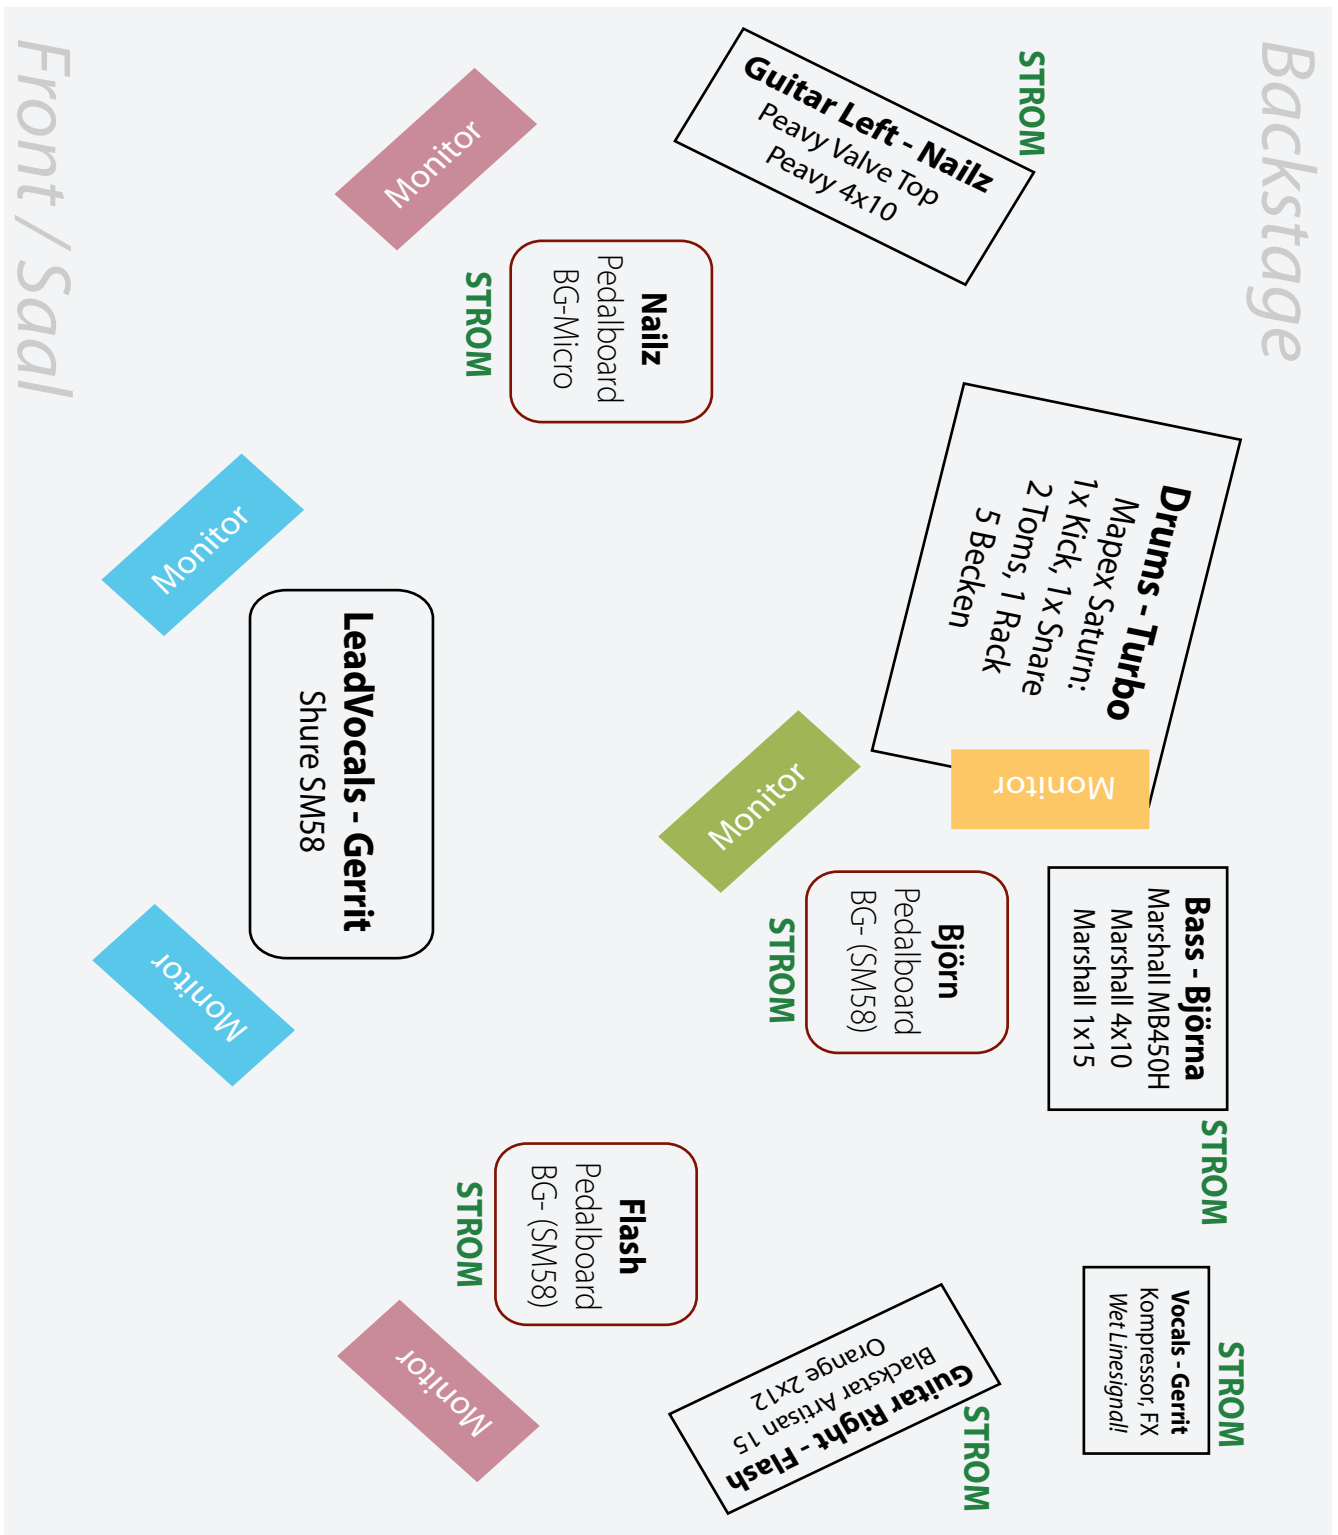 Backstage
STROM
Guitar Left - Nailz
Peavy Valve Top
Peavy 4x10
Drums - Turbo
Mapex Saturn:
1x Kick, 1x Snare
2 Toms, 1 Rack
5 Becken
Monitor
Bass - Björna
Marshall MB450H
Marshall 4x10
Marshall 1x15
STROM
Vocals - Gerrit
Kompressor, FX
Wet Linesignal!
STROM
Guitar Right - Flash
Blackstar Artisan 15
Orange 2x12
STROM
Nailz
Pedalboard
BG-Micro
STROM
Monitor
Björn
Pedalboard
BG- (SM58)
STROM
Flash
Pedalboard
BG- (SM58)
STROM
Monitor
Monitor
LeadVocals - Gerrit
Shure SM58
Monitor
Monitor
Front / Saal